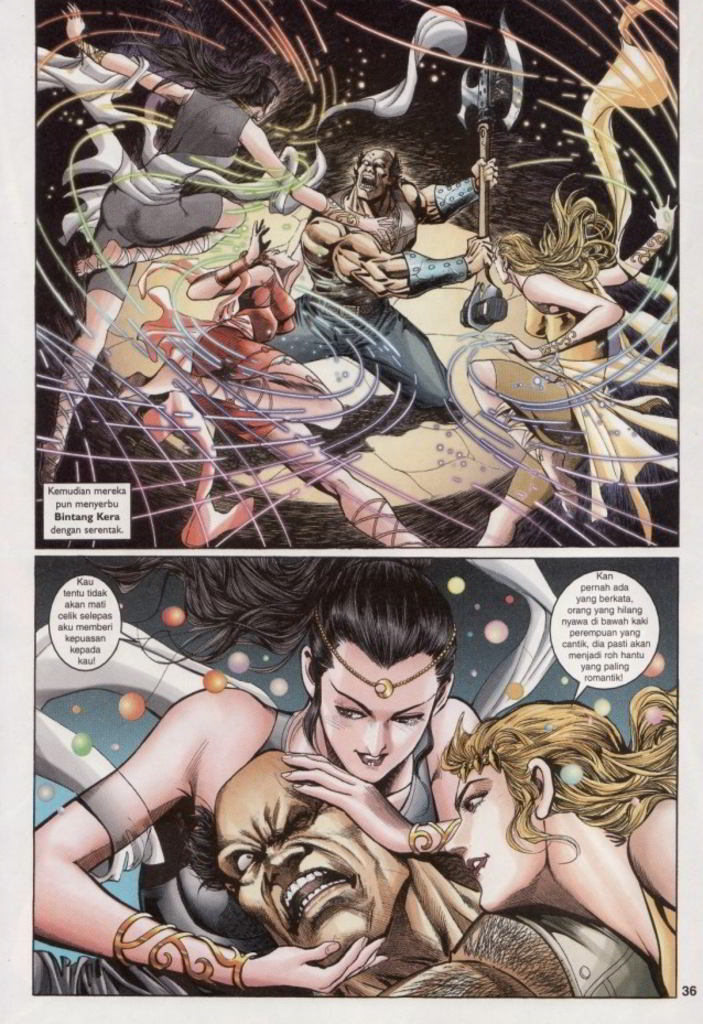 Kemudian mereka
pun menyerbu
Bintang Kera
dengan serentak.
Kau
tentu tidak
akan mati
celik selepas
aku memberi
kepuasan
kepada
kau!
Kan
pernah ada
yang berkata,
orang yang hilang
nyawa di bawah kaki
perempuan yang
cantik, dia pasti akan
menjadi roh hantu
yang paling
romantik!
36